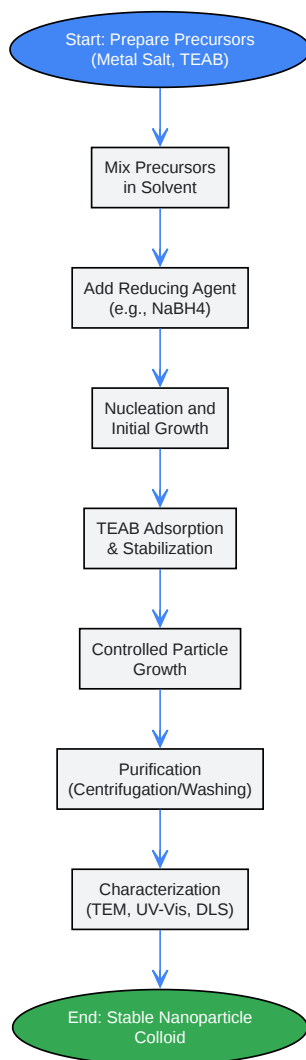 Start: Prepare Precursors
(Metal Salt, TEAB)
Mix Precursors
in Solvent
Add Reducing Agent
(e.g., NaBH4)
Nucleation and
Initial Growth
TEAB Adsorption
& Stabilization
Controlled Particle
Growth
Purification
(Centrifugation/Washing)
Characterization
(TEM, UV-Vis, DLS)
End: Stable Nanoparticle
Colloid